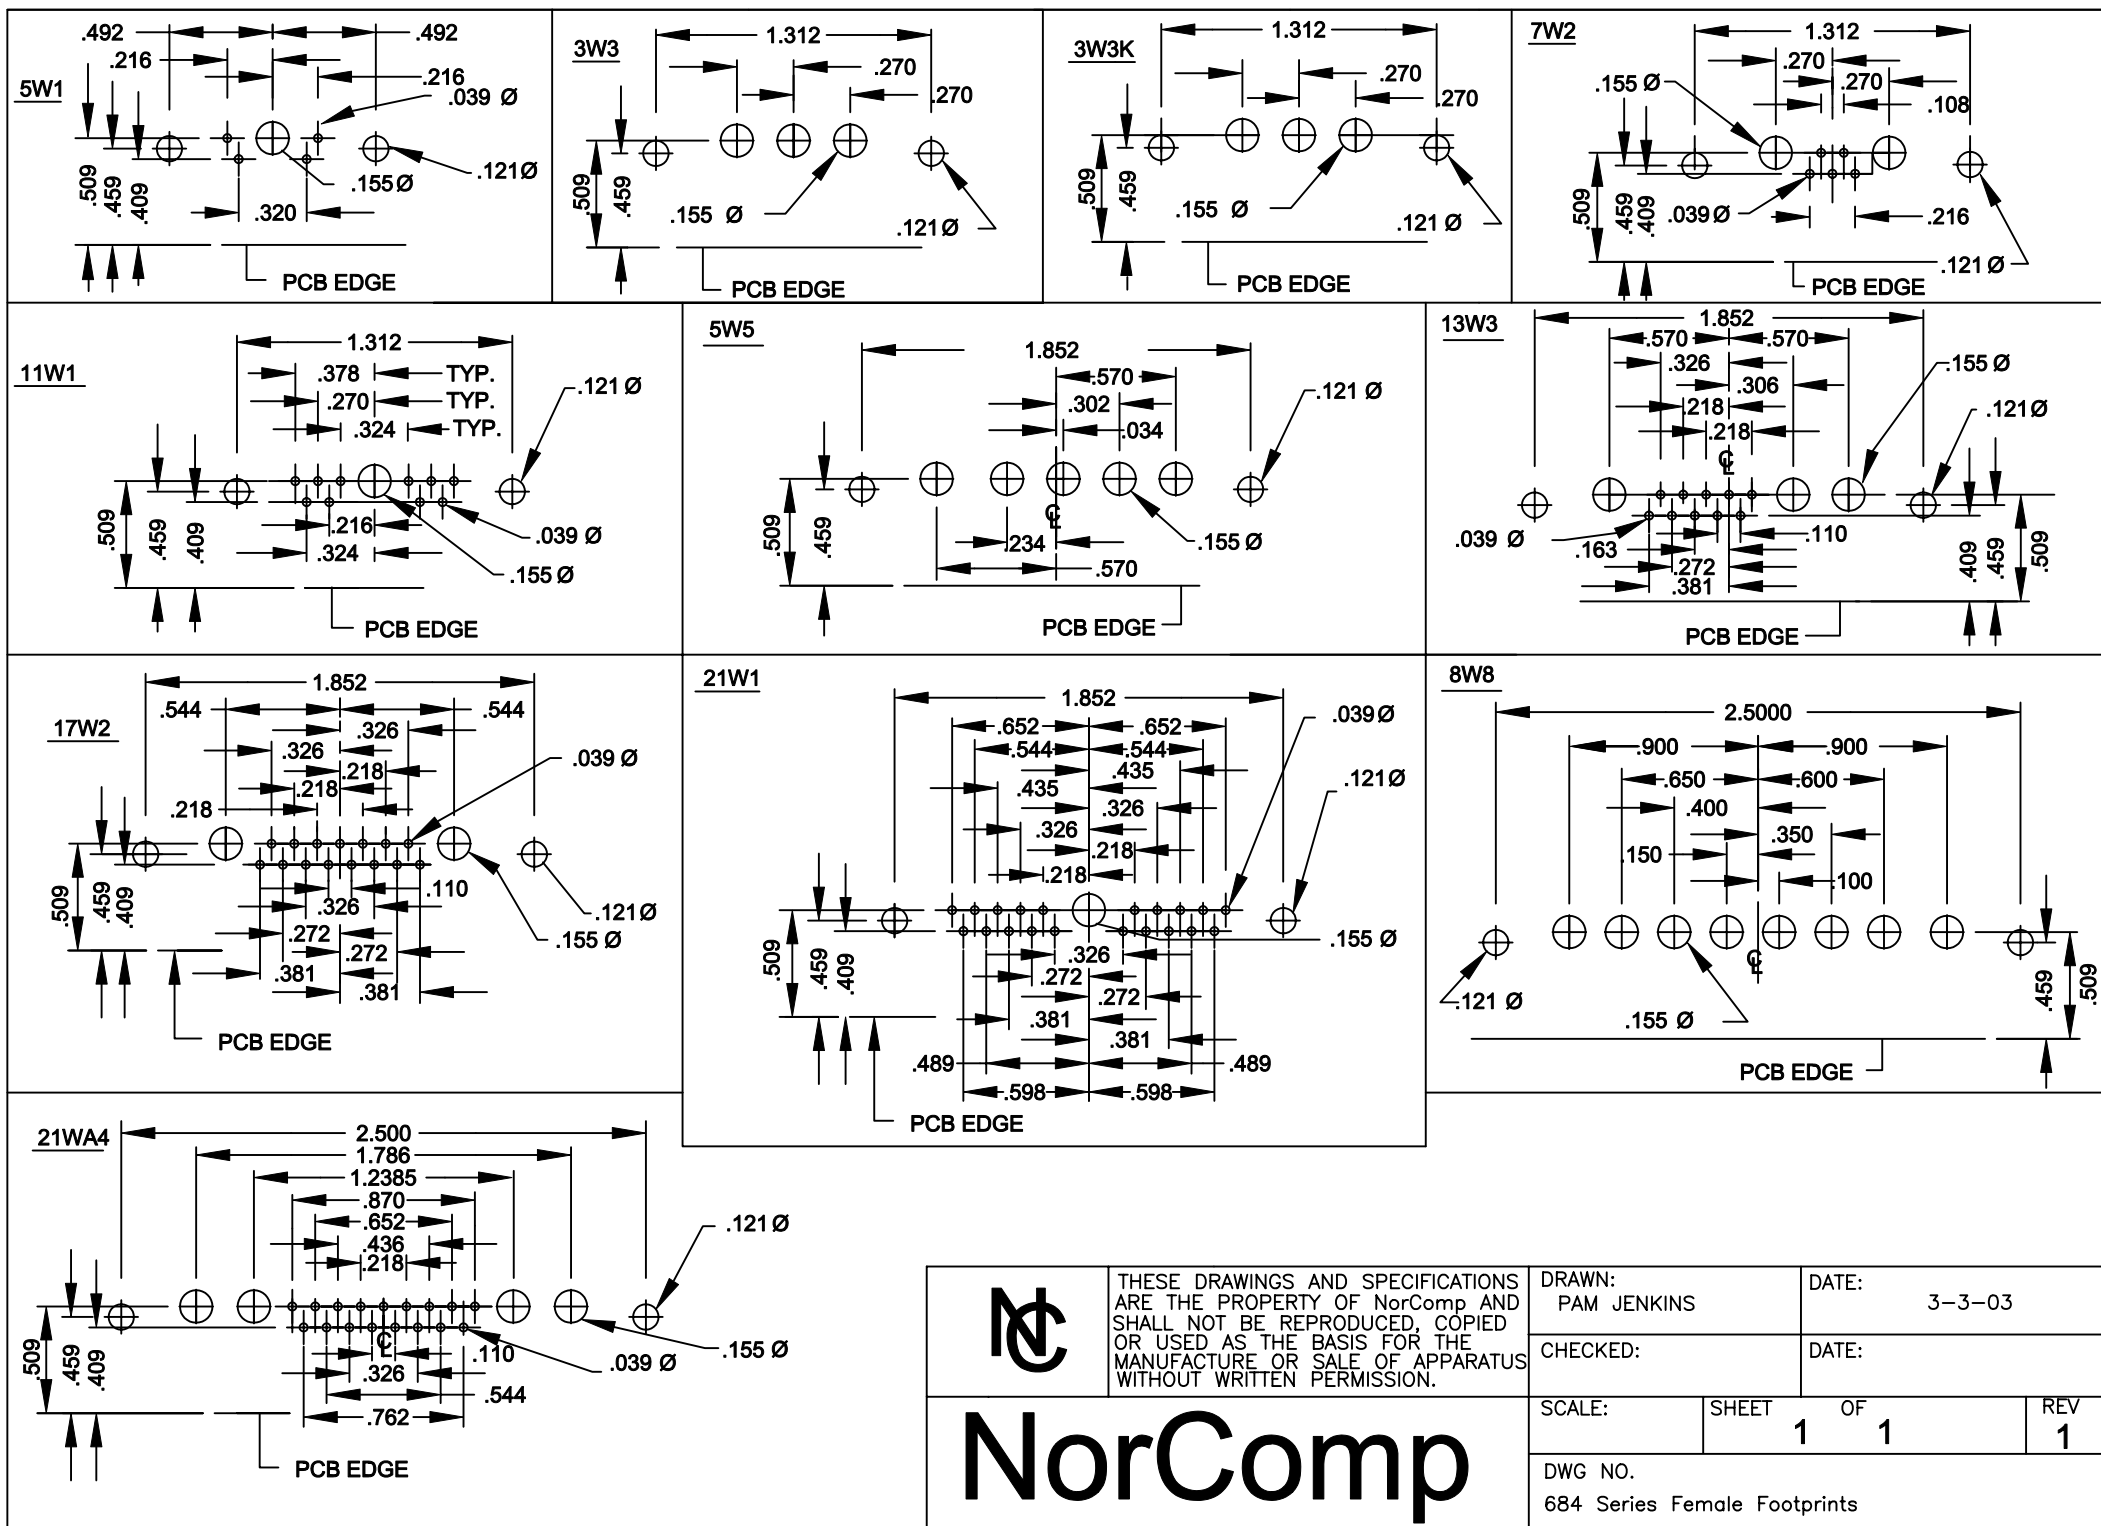 5W1
.492
.492
.216
.216
.039 Ø
.121Ø
.155Ø
.320
.509
.459
.409
PCB EDGE
3W3
1.312
.270
.270
.509
.459
.155 Ø
.121Ø
PCB EDGE
3W3K
1.312
.270
.270
.509
.459
.155 Ø
.121Ø
PCB EDGE
7W2
1.312
.270
.270
.155Ø
.108
.509
.459
.409
.039Ø
.216
.121Ø
PCB EDGE
11W1
1.312
.378 TYP.
.270 TYP.
.324 TYP.
.121Ø
.509
.459
.409
.216
.324
.039 Ø
.155Ø
PCB EDGE
5W5
1.852
.570
.302
.034
.121Ø
.509
.459
℄
.234
.570
.155Ø
PCB EDGE
13W3
1.852
.570
.570
.326
.306
.155Ø
.218
.121Ø
.218
℄
.039 Ø
.163
.110
.272
.381
.409
.459
.509
PCB EDGE
17W2
1.852
.544
.544
.326
.326
.039Ø
.218
.218
.218
.509
.459
.409
.110
.326
.121Ø
.272
.272
.155 Ø
.381
.381
PCB EDGE
21W1
1.852
.652
.652
.039Ø
.544
.544
.435
.435
.121Ø
.326
.326
.218
.218
.509
.459
.409
.155 Ø
.326
.272
.272
.381
.381
.489
.489
.598
.598
PCB EDGE
8W8
2.5000
.900
.900
.650
.600
.400
.350
.150
.100
℄
.121 Ø
.155 Ø
.459
.509
PCB EDGE
21WA4
2.500
1.786
1.2385
.870
.652
.436
.218
.121Ø
.509
.459
.409
℄
.110
.039 Ø
.155 Ø
.326
.544
.762
PCB EDGE
NC
THESE DRAWINGS AND SPECIFICATIONS
ARE THE PROPERTY OF NorComp AND
SHALL NOT BE REPRODUCED, COPIED
OR USED AS THE BASIS FOR THE
MANUFACTURE OR SALE OF APPARATUS
WITHOUT WRITTEN PERMISSION.
NorComp
DRAWN:
PAM JENKINS
DATE:
3-3-03
CHECKED:
DATE:
SCALE:
SHEET 1 OF 1
REV
1
DWG NO.
684 Series Female Footprints